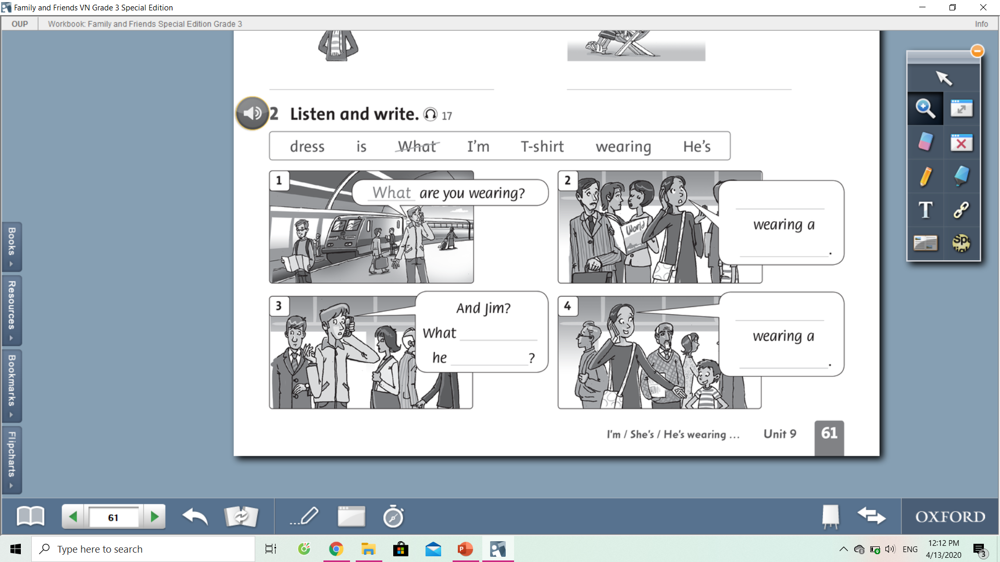 Family and Friends VN Grade 3 Special Edition
OUP
Workbook: Family and Friends Special Edition Grade 3
Info
2 Listen and write. 17
dress is What I'm T-shirt wearing He's
1
What are you wearing?
2
World
wearing a
.
3
And Jim?
What
he ?
4
wearing a
.
I'm / She's / He's wearing ...
Unit 9
61
Books
Resources
Bookmarks
Flipcharts
T
61
OXFORD
Type here to search
ENG
12:12 PM
4/13/2020
3